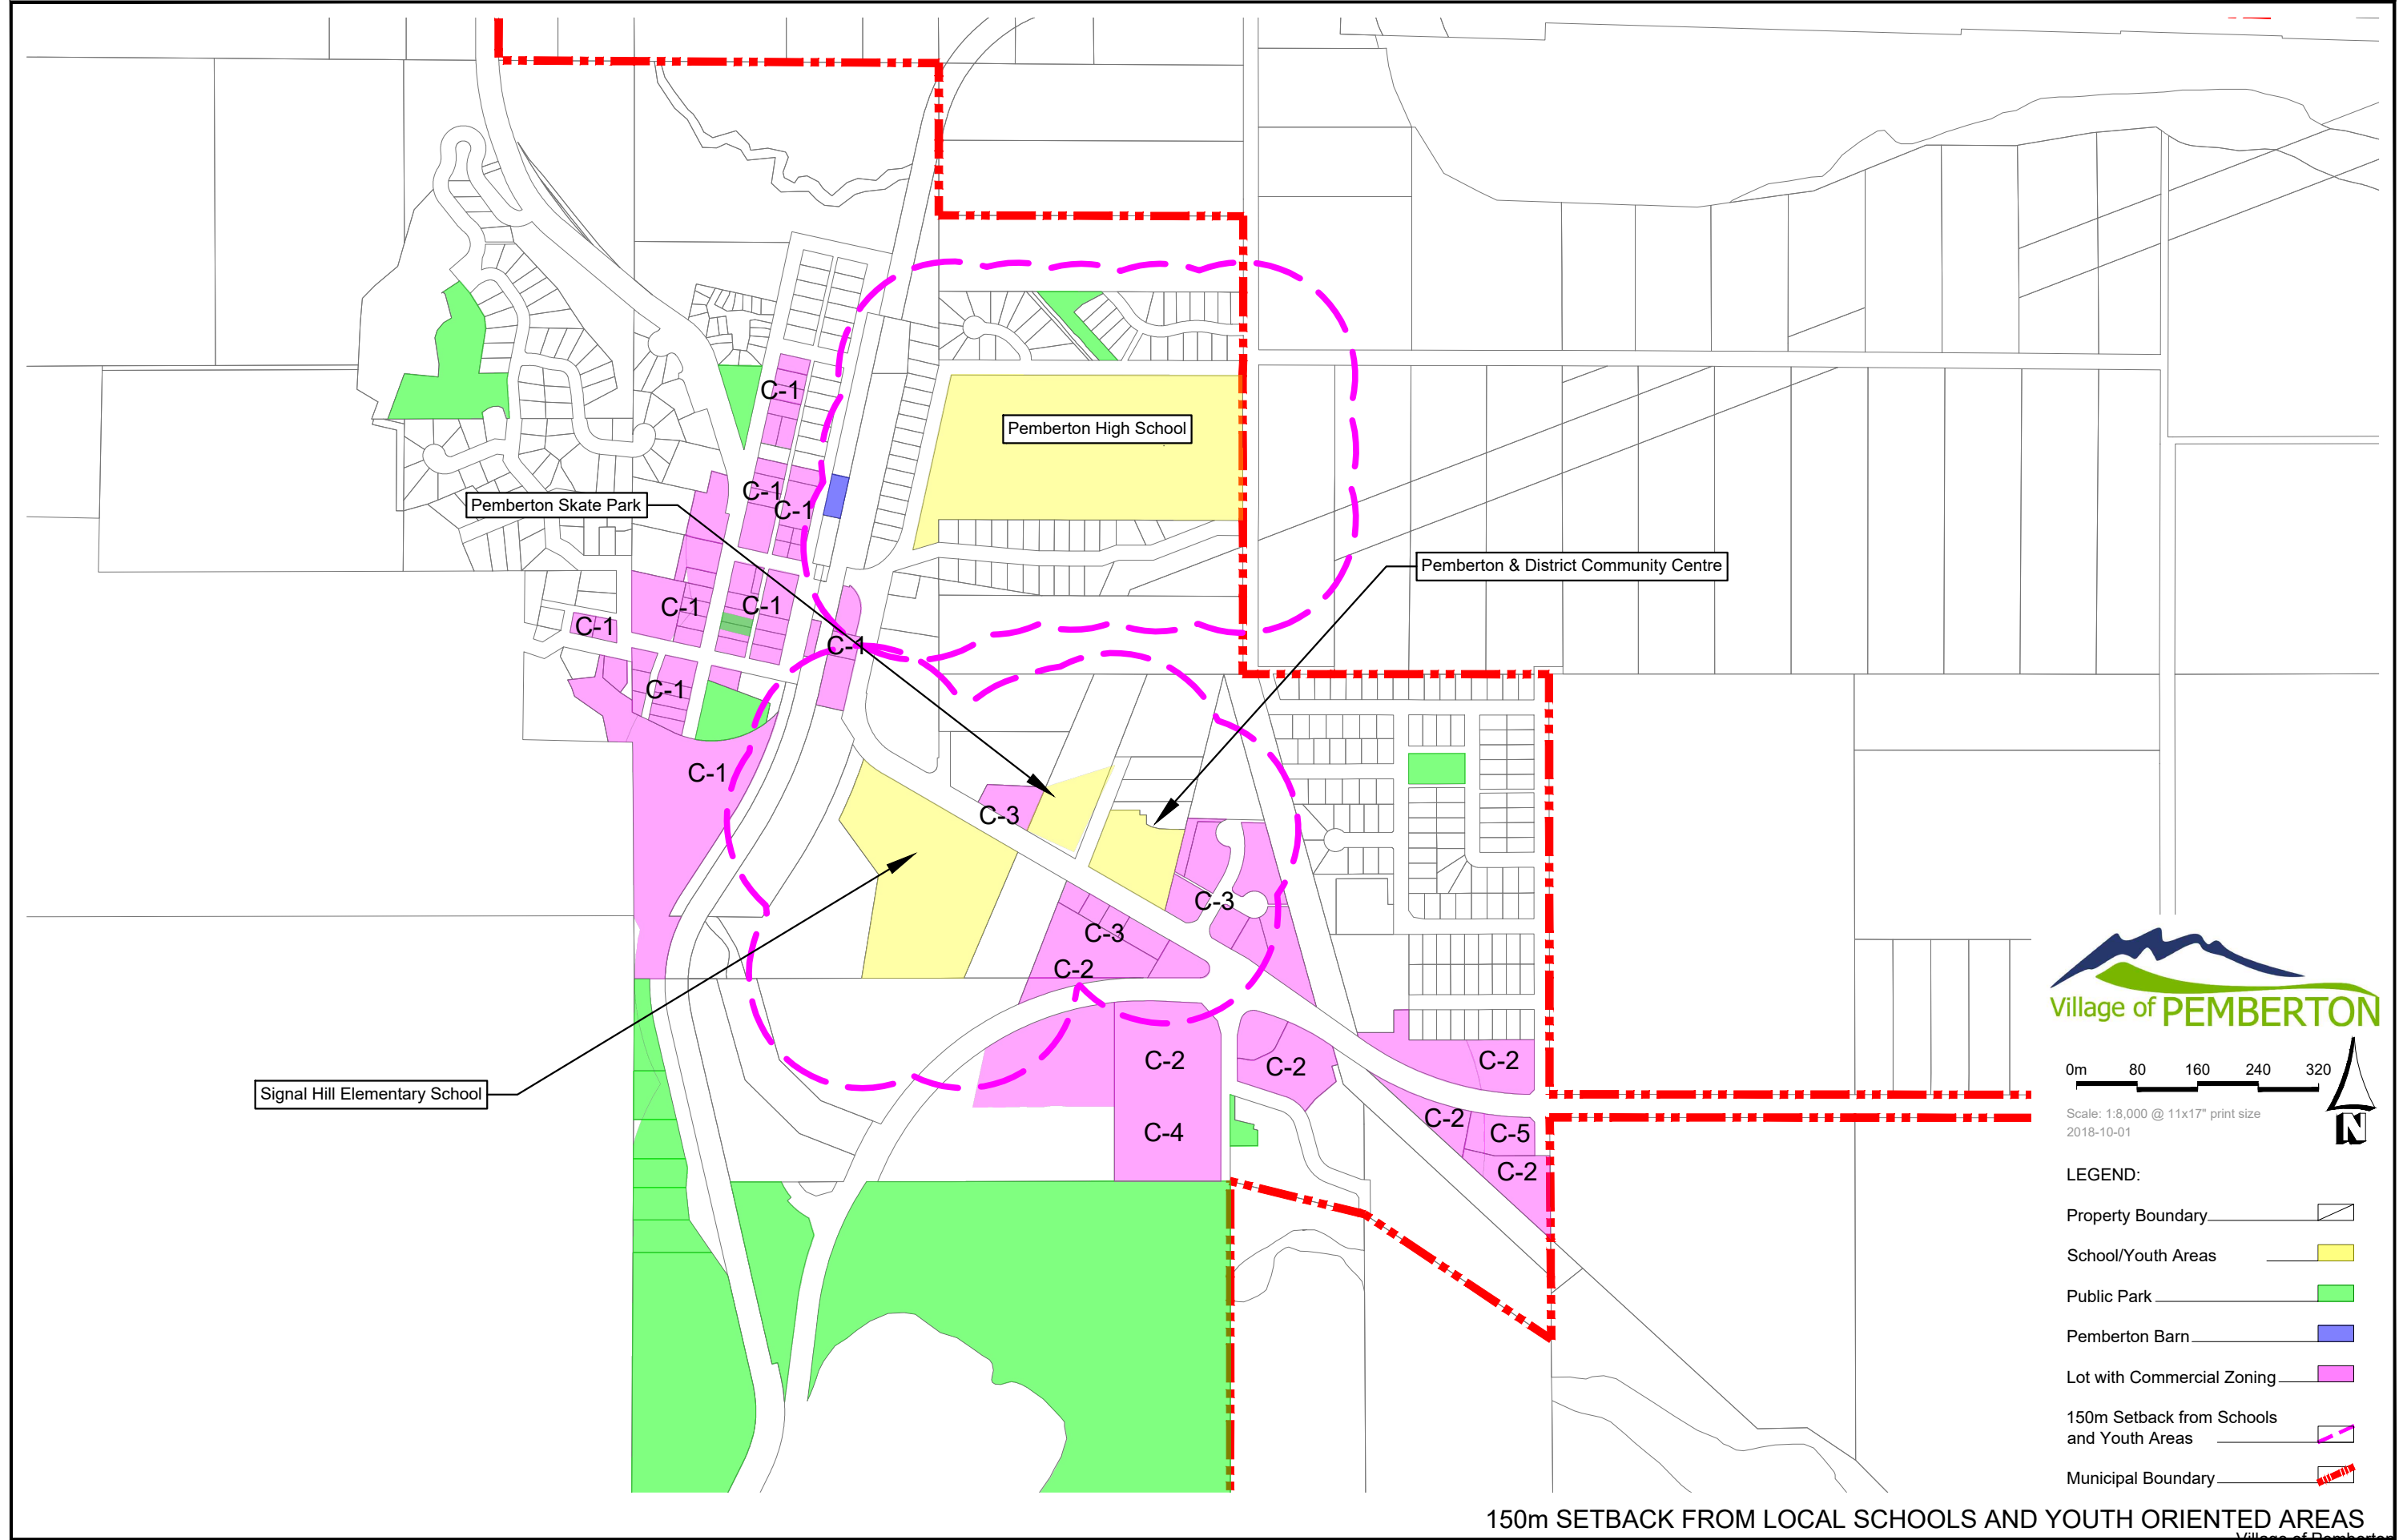 C-1
Pemberton High School
C-1
Pemberton Skate Park
C-1
Pemberton & District Community Centre
C-1
C-1
C-1
C-1
C-1
C-1
C-3
C-3
C-3
C-2
Village of PEMBERTON
C-2
C-2
C-2
0m 80 160 240 320
Signal Hill Elementary School
Scale: 1:8,000 @ 11x17" print size
2018-10-01
N
C-4
C-2
C-5
C-2
LEGEND:
Property Boundary
School/Youth Areas
Public Park
Pemberton Barn
Lot with Commercial Zoning
150m Setback from Schools
and Youth Areas
Municipal Boundary
150m SETBACK FROM LOCAL SCHOOLS AND YOUTH ORIENTED AREAS
Village of Pemberton